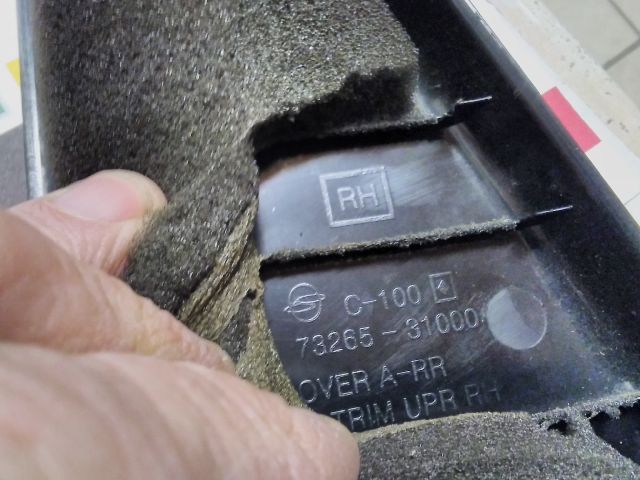 RH
C-100
73265-31000
OVER A-RR
TRIM UPR RH